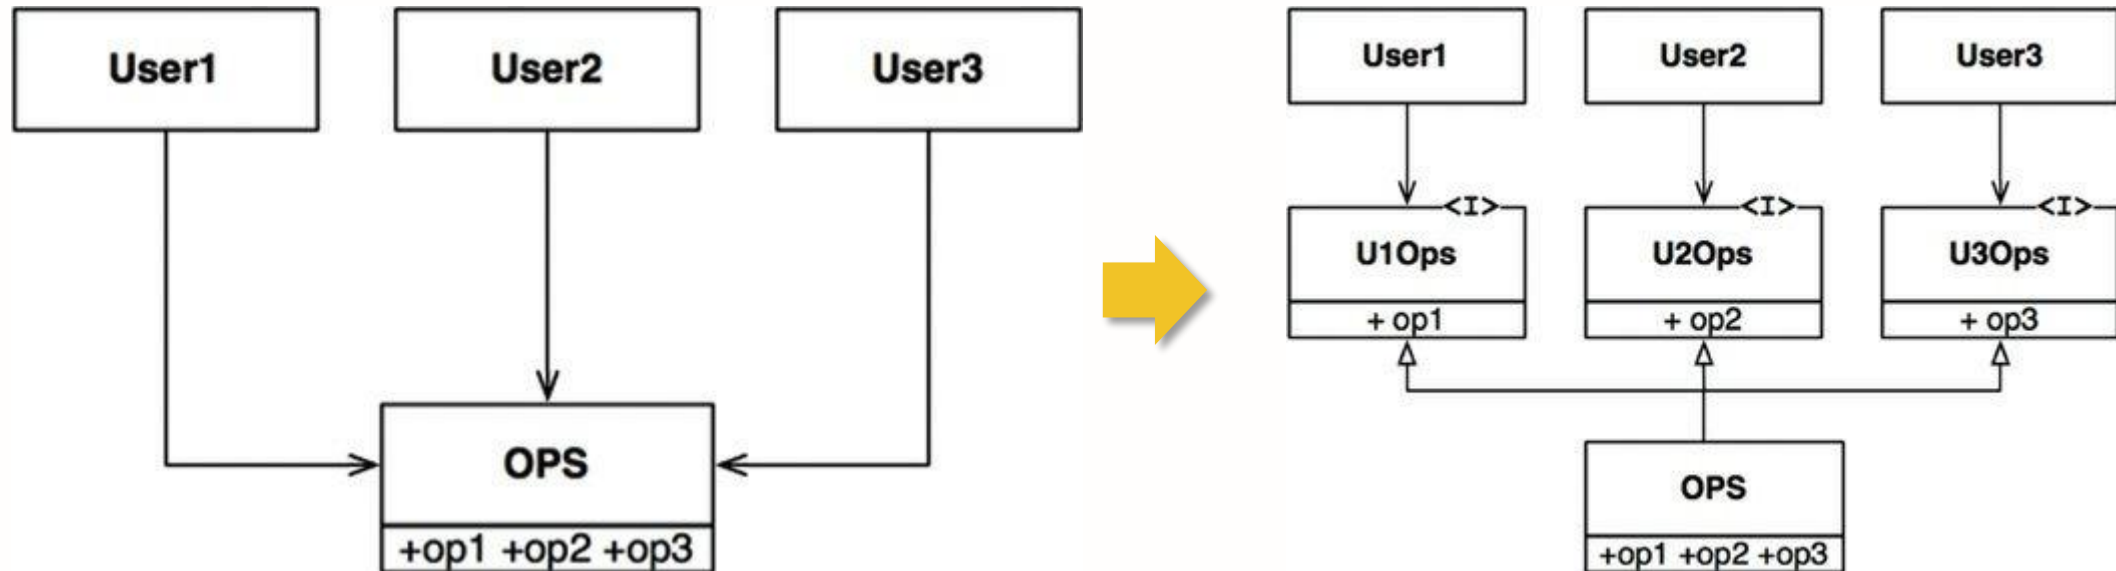 User1
User2
User3
OPS
+op1 +op2 +op3
User1
User2
User3
<I>
<I>
<I>
U1Ops
U2Ops
U3Ops
+ op1
+ op2
+ op3
OPS
+op1 +op2 +op3